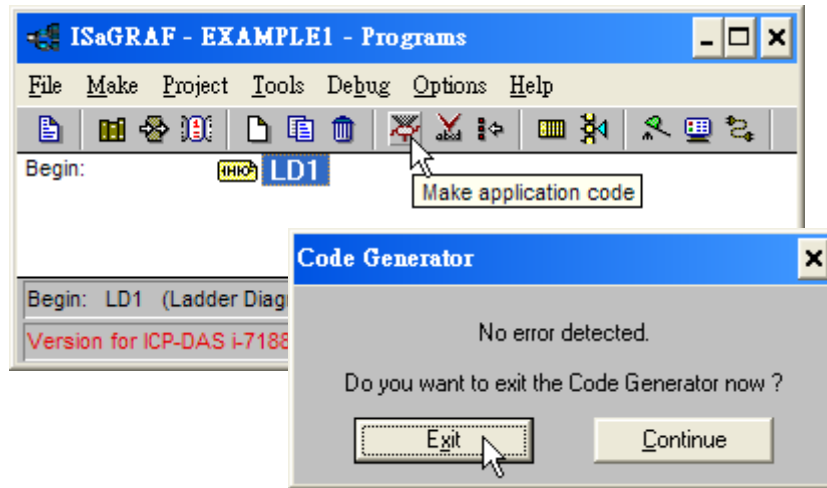 ISaGRAF - EXAMPLE1 - Programs
File Make Project Tools Debug Options Help
Begin: LD1
Make application code
Begin: LD1 (Ladder Diag
Version for ICP-DAS i-7188
Code Generator
No error detected.
Do you want to exit the Code Generator now ?
Exit Continue